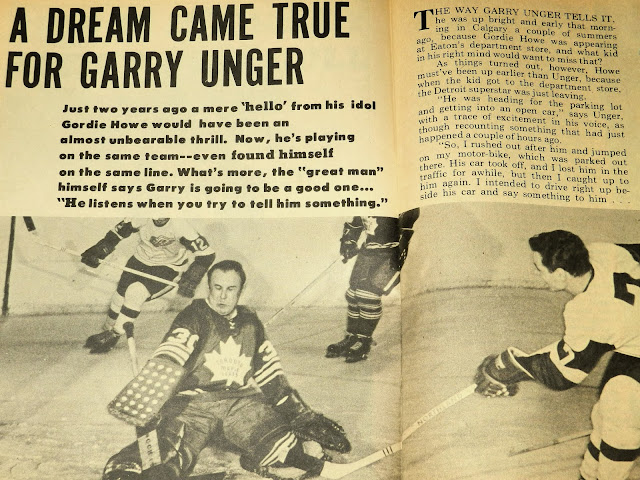 A DREAM CAME TRUE
FOR GARRY UNGER
Just two years ago a mere 'hello' from his idol
Gordie Howe would have been an
almost unbearable thrill. Now, he's playing
on the same team--even found himself
on the same line. What's more, the "great man"
himself says Garry is going to be a good one...
"He listens when you try to tell him something."
THE WAY GARRY UNGER TELLS IT,
he was up bright and early that morn-
ing in Calgary a couple of summers
ago, because Gordie Howe was appearing
at Eaton's department store, and what kid
in his right mind would want to miss that?
As things turned out, however, Howe
must've been up earlier than Unger, because
when the kid got to the department store,
the Detroit superstar was just leaving.
"He was heading for the parking lot
and getting into an open car," says Unger,
with a trace of excitement in his voice, as
though recounting something that had just
happened a couple of hours ago.
"So, I rushed out after him and jumped
on my motor-bike, which was parked out
there. His car took off, and I lost him in the
traffic for awhile, but then I caught up to
him again. I intended to drive right up be-
side his car and say something to him . . .
12
30